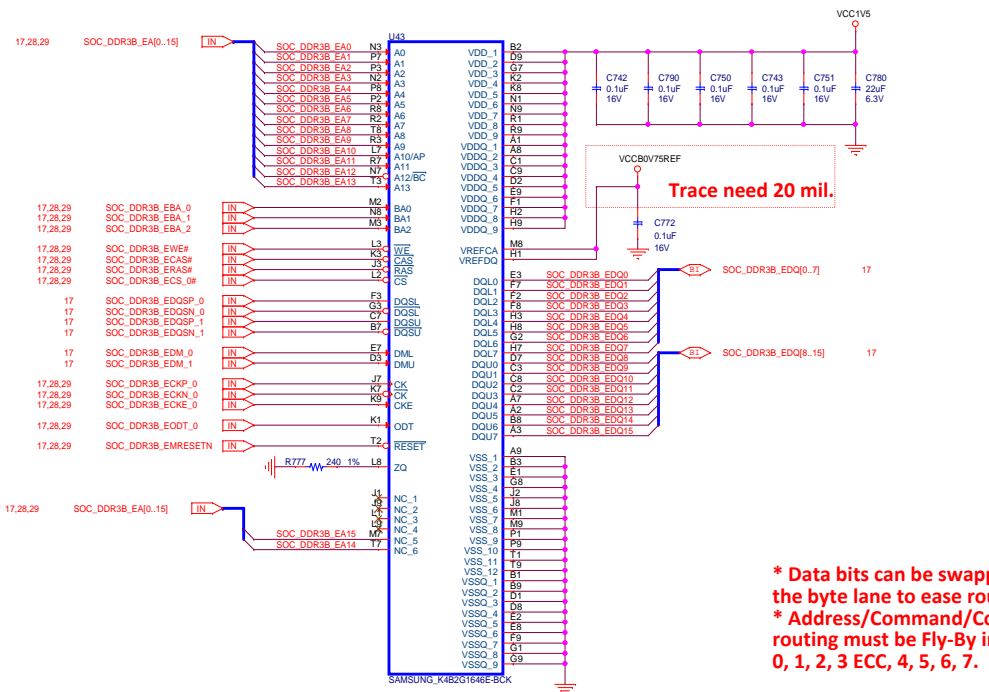 VCC1V5
U43
17,28,29 SOC_DDR3B_EA[0..15] IN
SOC_DDR3B_EA0 N3 A0
SOC_DDR3B_EA1 P7 A1
SOC_DDR3B_EA2 P3 A2
SOC_DDR3B_EA3 N2 A3
SOC_DDR3B_EA4 P8 A4
SOC_DDR3B_EA5 P2 A5
SOC_DDR3B_EA6 R8 A6
SOC_DDR3B_EA7 R2 A7
SOC_DDR3B_EA8 T8 A8
SOC_DDR3B_EA9 R3 A9
SOC_DDR3B_EA10 L7 A10/AP
SOC_DDR3B_EA11 R7 A11
SOC_DDR3B_EA12 N7 A12/BC
SOC_DDR3B_EA13 T3 A13
17,28,29 SOC_DDR3B_EBA_0 IN M2 BA0
17,28,29 SOC_DDR3B_EBA_1 IN N8 BA1
17,28,29 SOC_DDR3B_EBA_2 IN M3 BA2
17,28,29 SOC_DDR3B_EWE# IN L3 WE
17,28,29 SOC_DDR3B_ECAS# IN K3 CAS
17,28,29 SOC_DDR3B_ERAS# IN J3 RAS
17,28,29 SOC_DDR3B_ECS_0# IN L2 CS
17 SOC_DDR3B_EDQSP_0 IN F3 DQSL
17 SOC_DDR3B_EDQSN_0 IN G3 DQSL
17 SOC_DDR3B_EDQSP_1 IN C7 DQSU
17 SOC_DDR3B_EDQSN_1 IN B7 DQSU
17 SOC_DDR3B_EDM_0 IN E7 DML
17 SOC_DDR3B_EDM_1 IN D3 DMU
17,28,29 SOC_DDR3B_ECKP_0 IN J7 CK
17,28,29 SOC_DDR3B_ECKN_0 IN K7 CK
17,28,29 SOC_DDR3B_ECKE_0 IN K9 CKE
17,28,29 SOC_DDR3B_EODT_0 IN K1 ODT
17,28,29 SOC_DDR3B_EMRESETN IN T2 RESET
R777 240 1% L8 ZQ
J1 NC_1
J9 NC_2
L1 NC_3
L9 NC_4
17,28,29 SOC_DDR3B_EA[0..15] IN
SOC_DDR3B_EA15 M7 NC_5
SOC_DDR3B_EA14 T7 NC_6
VDD_1 B2
VDD_2 D9
VDD_3 G7
VDD_4 K2
VDD_5 K8
VDD_6 N1
VDD_7 N9
VDD_8 R1
VDD_9 R9
VDDQ_1 A1
VDDQ_2 A8
VDDQ_3 C1
VDDQ_4 C9
VDDQ_5 D2
VDDQ_6 E9
VDDQ_7 F1
VDDQ_8 H2
VDDQ_9 H9
VREFCA M8
VREFDQ H1
C742 0.1uF 16V
C790 0.1uF 16V
C750 0.1uF 16V
C743 0.1uF 16V
C751 0.1uF 16V
C780 22uF 6.3V
VCCB0V75REF
Trace need 20 mil.
C772 0.1uF 16V
DQL0 E3 SOC_DDR3B_EDQ0
DQL1 F7 SOC_DDR3B_EDQ1
DQL2 F2 SOC_DDR3B_EDQ2
DQL3 F8 SOC_DDR3B_EDQ3
DQL4 H3 SOC_DDR3B_EDQ4
DQL5 H8 SOC_DDR3B_EDQ5
DQL6 G2 SOC_DDR3B_EDQ6
DQL7 H7 SOC_DDR3B_EDQ7
DQU0 D7 SOC_DDR3B_EDQ8
DQU1 C3 SOC_DDR3B_EDQ9
DQU2 C8 SOC_DDR3B_EDQ10
DQU3 C2 SOC_DDR3B_EDQ11
DQU4 A7 SOC_DDR3B_EDQ12
DQU5 A2 SOC_DDR3B_EDQ13
DQU6 B8 SOC_DDR3B_EDQ14
DQU7 A3 SOC_DDR3B_EDQ15
BI SOC_DDR3B_EDQ[0..7] 17
BI SOC_DDR3B_EDQ[8..15] 17
VSS_1 A9
VSS_2 B3
VSS_3 E1
VSS_4 G8
VSS_5 J2
VSS_6 J8
VSS_7 M1
VSS_8 M9
VSS_9 P1
VSS_10 P9
VSS_11 T1
VSS_12 T9
VSSQ_1 B1
VSSQ_2 B9
VSSQ_3 D1
VSSQ_4 D8
VSSQ_5 E2
VSSQ_6 E8
VSSQ_7 F9
VSSQ_8 G1
VSSQ_9 G9
SAMSUNG_K4B2G1646E-BCK
* Data bits can be swap
the byte lane to ease
* Address/Command/
routing must be Fly-By
0, 1, 2, 3 ECC, 4, 5, 6, 7.